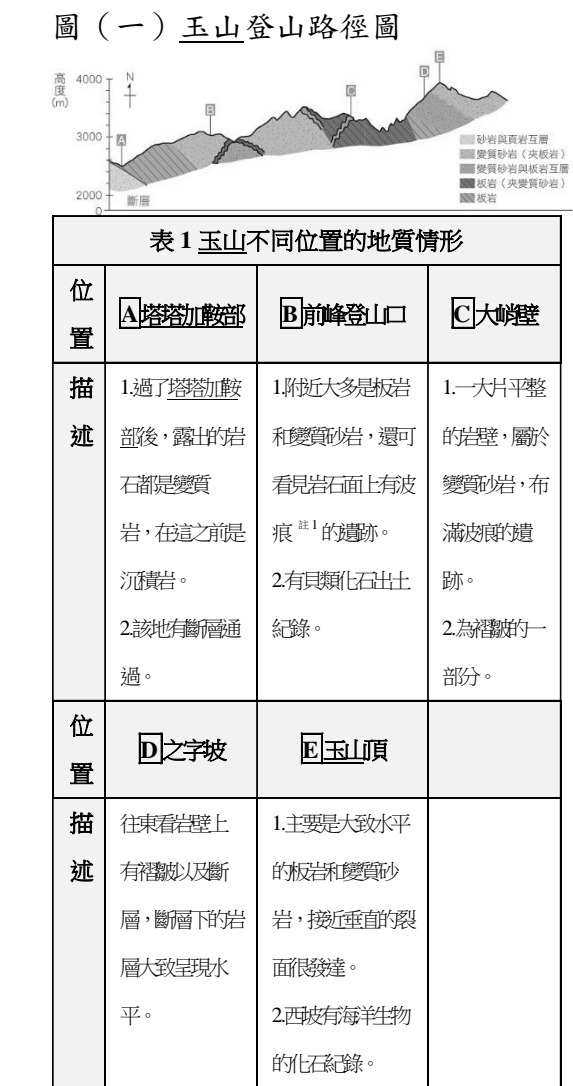 圖（一）玉山登山路徑圖
高度(m)
4000
3000
2000
0
N
A
B
C
D
E
斷層
砂岩與頁岩互層
變質砂岩（夾板岩）
變質砂岩與板岩互層
板岩（夾變質砂岩）
板岩
表 1 玉山不同位置的地質情形
位置
A塔塔加鞍部
B前峰登山口
C大峭壁
描述
1.過了塔塔加鞍
部後，露出的岩
石都是變質
岩，在這之前是
沉積岩。
2.該地有斷層通
過。
1.附近大多是板岩
和變質砂岩，還可
看見岩石面上有波
痕 註1 的遺跡。
2.有貝類化石出土
紀錄。
1.一大片平整
的岩壁，屬於
變質砂岩，布
滿波痕的遺
跡。
2.為褶皺的一
部分。
位置
D之字坡
E玉山頂
描述
往東看岩壁上
有褶皺以及斷
層，斷層下的岩
層大致呈現水
平。
1.主要是大致水平
的板岩和變質砂
岩，接近垂直的裂
面很發達。
2.西坡有海洋生物
的化石紀錄。